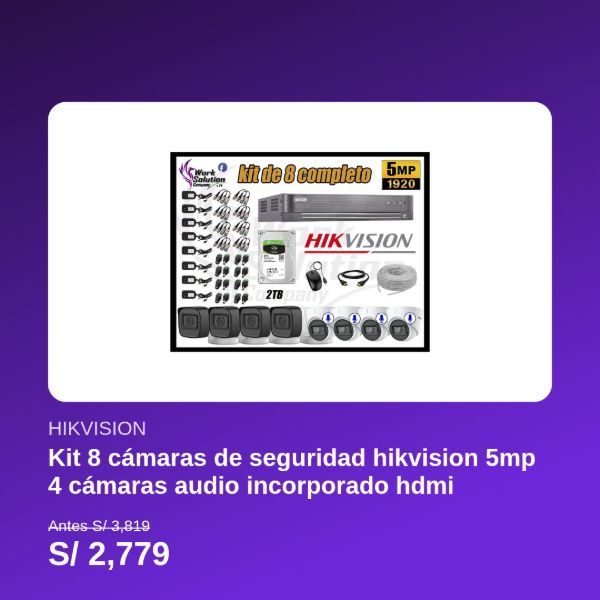 Work
Solution
Company
kit de 8 completo
5MP
1920
HIKVISION
2TB
HIKVISION
Kit 8 cámaras de seguridad hikvision 5mp
4 cámaras audio incorporado hdmi
Antes S/ 3,819
S/ 2,779